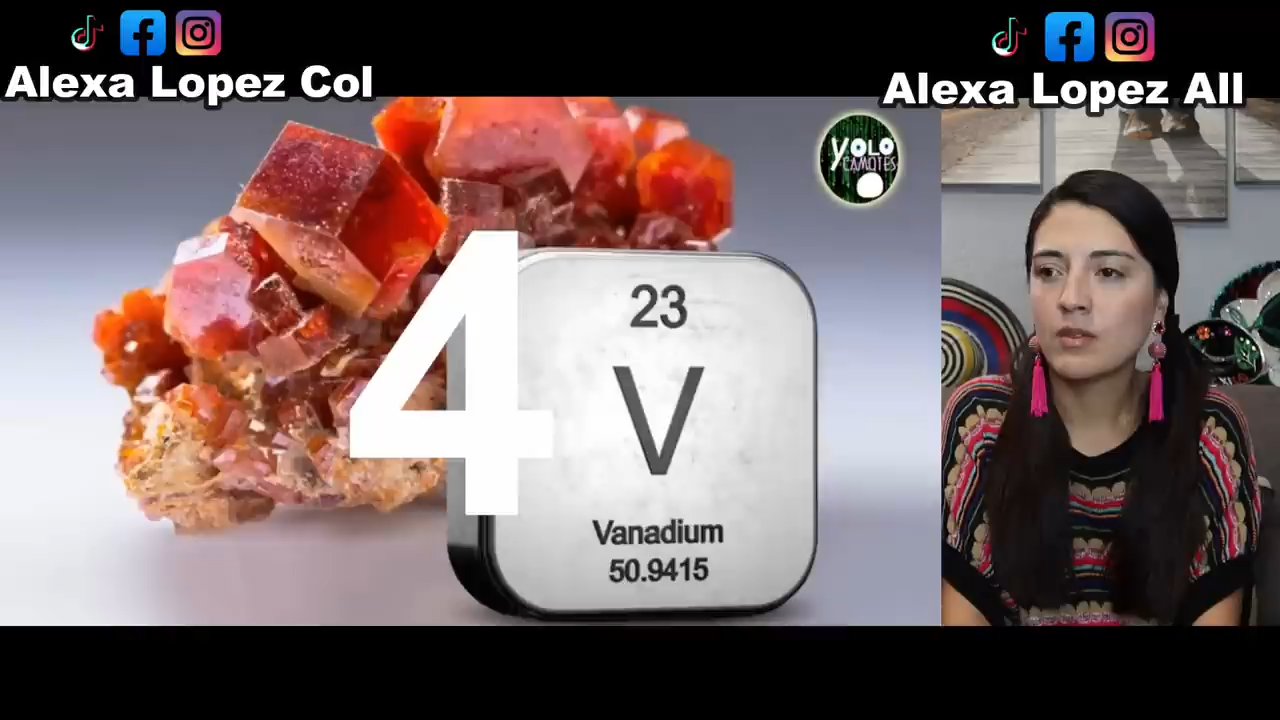 Alexa Lopez Col
Alexa Lopez All
YOLO
CAMOTES
4
23
V
Vanadium
50.9415